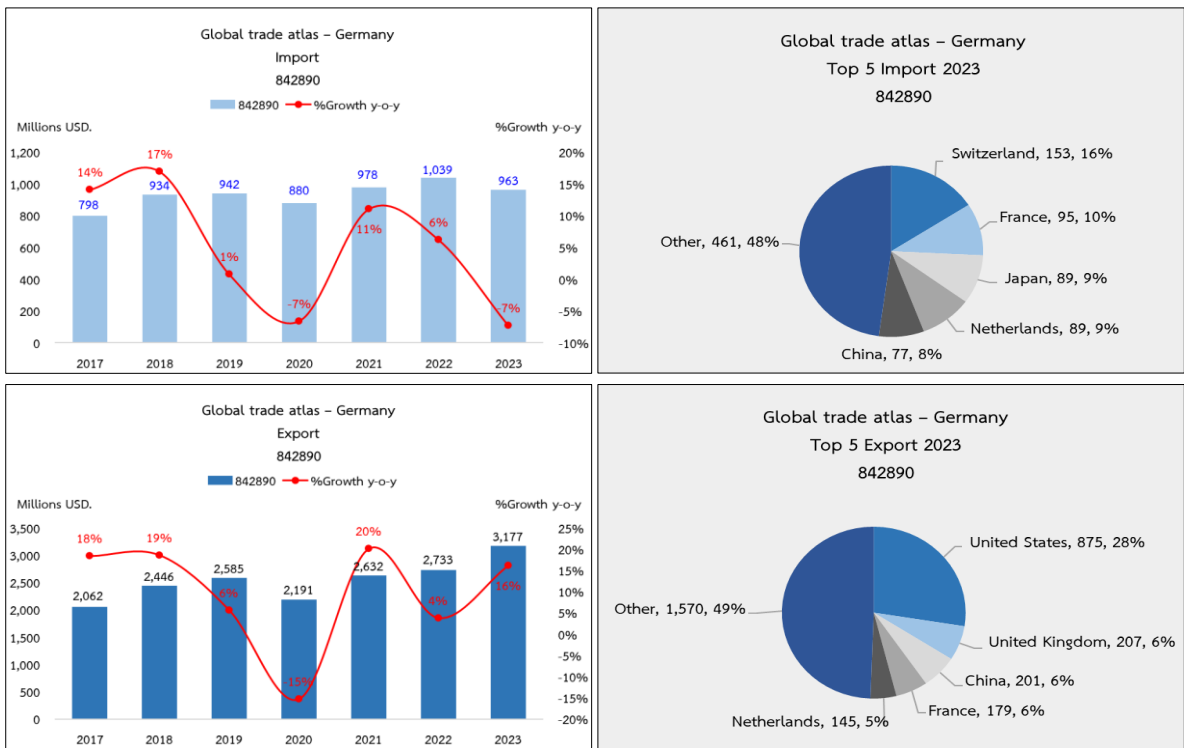 Global trade atlas – Germany
Import
842890
842890 %Growth y-o-y
Millions USD. %Growth y-o-y
1,200 1,000 800 600 400 200 0
20% 15% 10% 5% 0% -5% -10%
798 934 942 880 978 1,039 963
14% 17% 1% -7% 11% 6% -7%
2017 2018 2019 2020 2021 2022 2023
Global trade atlas – Germany
Top 5 Import 2023
842890
Switzerland, 153, 16%
France, 95, 10%
Japan, 89, 9%
Netherlands, 89, 9%
China, 77, 8%
Other, 461, 48%
Global trade atlas – Germany
Export
842890
842890 %Growth y-o-y
Millions USD. %Growth y-o-y
3,500 3,000 2,500 2,000 1,500 1,000 500 0
25% 20% 15% 10% 5% 0% -5% -10% -15% -20%
2,062 2,446 2,585 2,191 2,632 2,733 3,177
18% 19% 6% -15% 20% 4% 16%
2017 2018 2019 2020 2021 2022 2023
Global trade atlas – Germany
Top 5 Export 2023
842890
United States, 875, 28%
United Kingdom, 207, 6%
China, 201, 6%
France, 179, 6%
Netherlands, 145, 5%
Other, 1,570, 49%